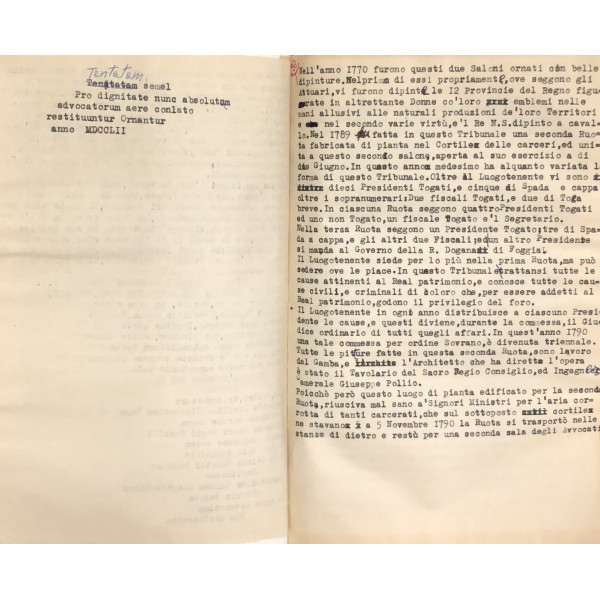 Tentatam
Tentatam semel
Pro dignitate nunc absolutam
advocatorum aere conlato
restituuntur Ornantur
anno MDCCLII
Nell'anno 1770 furono questi due Saloni ornati con belle
dipinture. Nel primo di essi propriamente, ove seggono gli
Attuari, vi furono dipinte le I2 Provincie del Regno figu
rate in altrettante Donne co'loro emblemi nelle
mani allusivi alle naturali produzioni de'loro Territori
e nel secondo varie virtù, e'l Re N.S. dipinto a caval-
lo. Nel 1789 fatta in questo Tribunale una seconda Ruo-
ta fabricata di pianta nel Cortile delle carceri, ed uni-
ta a questo secondo salone, aperta al suo esercizio a dì
Giugno. In questo anno medesimo ha alquanto variata la
forma di questo Tribunale. Oltre al Luogotenente vi sono
dieci Presidenti Togati, e cinque di Spada e cappa
oltre i sopranumerari: Due fiscali Togati, e due di Toga
breve. In ciascuna Ruota seggono quattro Presidenti Togati
ed uno non Togato, un fiscale Togato e'l Segretario.
Nella terza Ruota seggono un Presidente Togato; tre di Spa-
da a cappa, e gli altri due Fiscali; ed un altro Presidente
si manda al Governo della R. Dogana di Foggia.
Il Luogotenente siede per lo più nella prima Ruota, ma può
sedere ove le piace. In questo Tribunale trattansi tutte le
cause attinenti al Real patrimonio, e conosce tutte le cau-
se civili, e criminali di coloro che, per essere addetti al
Real patrimonio, godono il privilegio del foro.
Il Luogotenente in ogni anno distribuisce a ciascuno Presi-
dente le cause, e questi diviene, durante la commessa, il Giu-
dice ordinario di tutti quegli affari. In quest'anno 1790
una tale commessa per ordine Sovrano, è divenuta triennale.
Tutte le pitture fatte in questa seconda Ruota, sono lavoro
dal Gamba, e l'Architetto che ha diretta l'opera
è stato il Tavolario del Sacro Regio Consiglio, ed Ingegnier
Camerale Giuseppe Pollio.
Poiché però questo luogo di pianta edificato per la seconda
Ruota, riusciva mal sano a'Signori Ministri per l'aria cor-
rotta di tanti carcerati, che sul sottoposto cortile
ne stavano a 5 Novembre 1790 la Ruota si trasportò nelle
stanze di dietro e restò per una seconda sala degli Avvocati